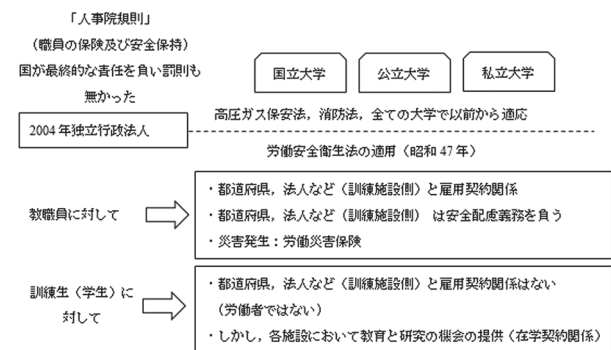 「人事院規則」
（職員の保険及び安全保持）
国が最終的な責任を負い罰則も
無かった
国立大学
公立大学
私立大学
高圧ガス保安法，消防法，全ての大学で以前から適応
2004年独立行政法人
労働安全衛生法の適用（昭和47年）
教職員に対して
・都道府県，法人など（訓練施設側）と雇用契約関係
・都道府県，法人など（訓練施設側） は安全配慮義務を負う
・災害発生：労働災害保険
訓練生（学生）に
対して
・都道府県，法人など（訓練施設側）と雇用契約関係はない
（労働者ではない）
・しかし，各施設において教育と研究の機会の提供（在学契約関係）